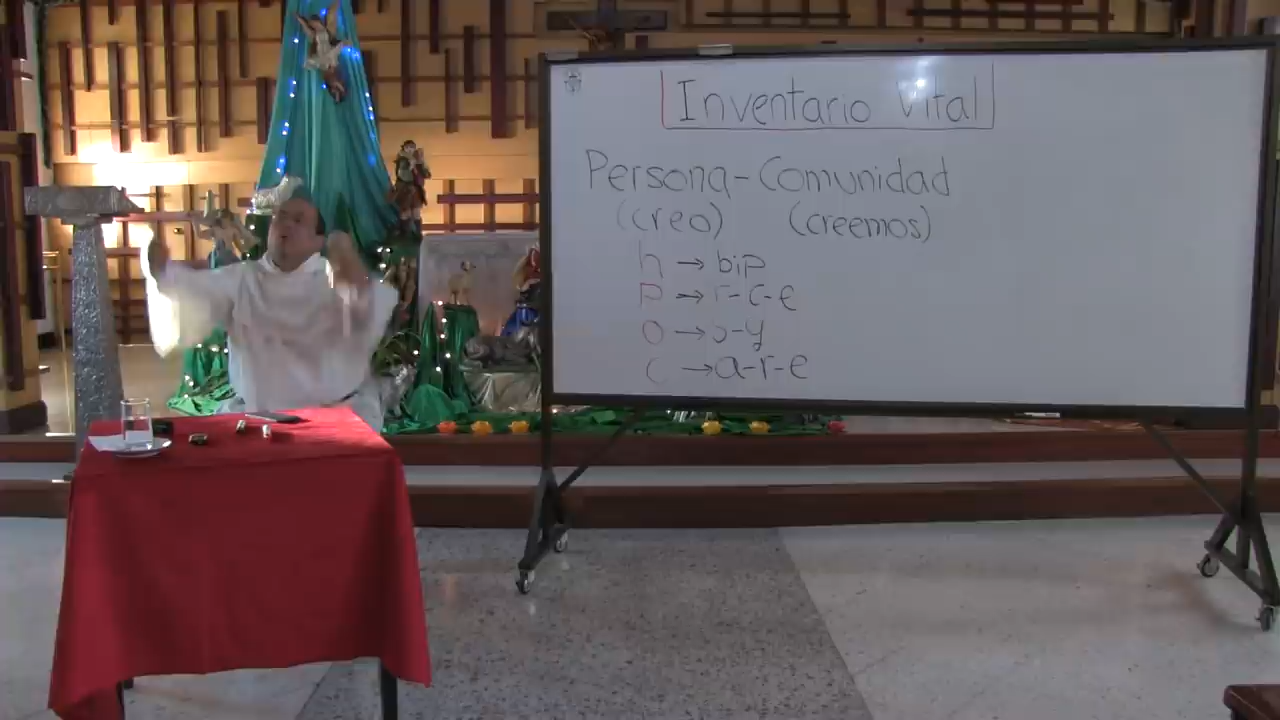 Inventario Vital
Persona-Comunidad
(creo) (creemos)
h → bip
P → r-c-e
O → o-y
C → a-r-e